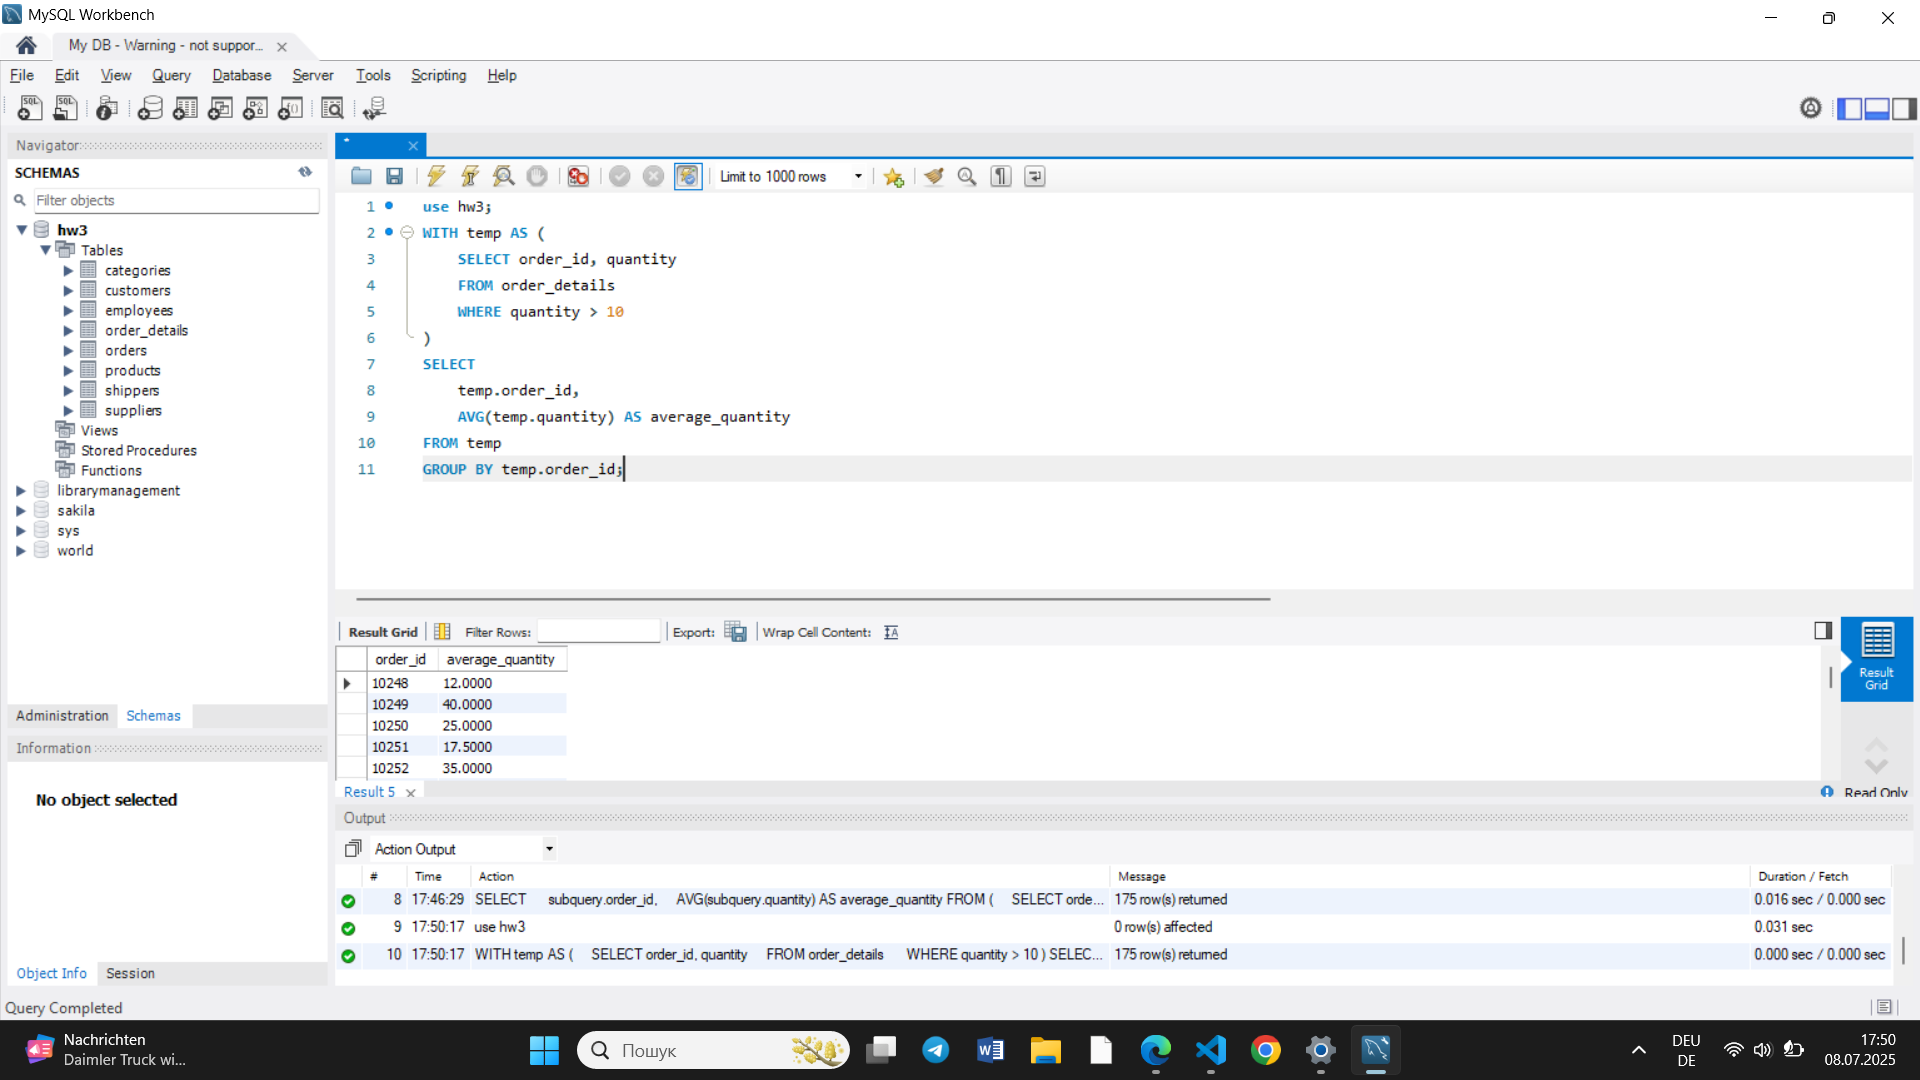 MySQL Workbench
My DB - Warning - not suppor...
File Edit View Query Database Server Tools Scripting Help
Navigator
SCHEMAS
Filter objects
hw3
Tables
categories
customers
employees
order_details
orders
products
shippers
suppliers
Views
Stored Procedures
Functions
librarymanagement
sakila
sys
world
Administration Schemas
Information
No object selected
Object Info Session
Limit to 1000 rows
1 use hw3;
2 WITH temp AS (
3 SELECT order_id, quantity
4 FROM order_details
5 WHERE quantity > 10
6 )
7 SELECT
8 temp.order_id,
9 AVG(temp.quantity) AS average_quantity
10 FROM temp
11 GROUP BY temp.order_id;
Result Grid Filter Rows: Export: Wrap Cell Content:
order_id average_quantity
10248 12.0000
10249 40.0000
10250 25.0000
10251 17.5000
10252 35.0000
Result Grid
Result 5
Read Only
Output
Action Output
# Time Action Message Duration / Fetch
8 17:46:29 SELECT subquery.order_id, AVG(subquery.quantity) AS average_quantity FROM ( SELECT orde... 175 row(s) returned 0.016 sec / 0.000 sec
9 17:50:17 use hw3 0 row(s) affected 0.031 sec
10 17:50:17 WITH temp AS ( SELECT order_id, quantity FROM order_details WHERE quantity > 10 ) SELEC... 175 row(s) returned 0.000 sec / 0.000 sec
Query Completed
Nachrichten
Daimler Truck wi...
Пошук
DEU
DE
17:50
08.07.2025